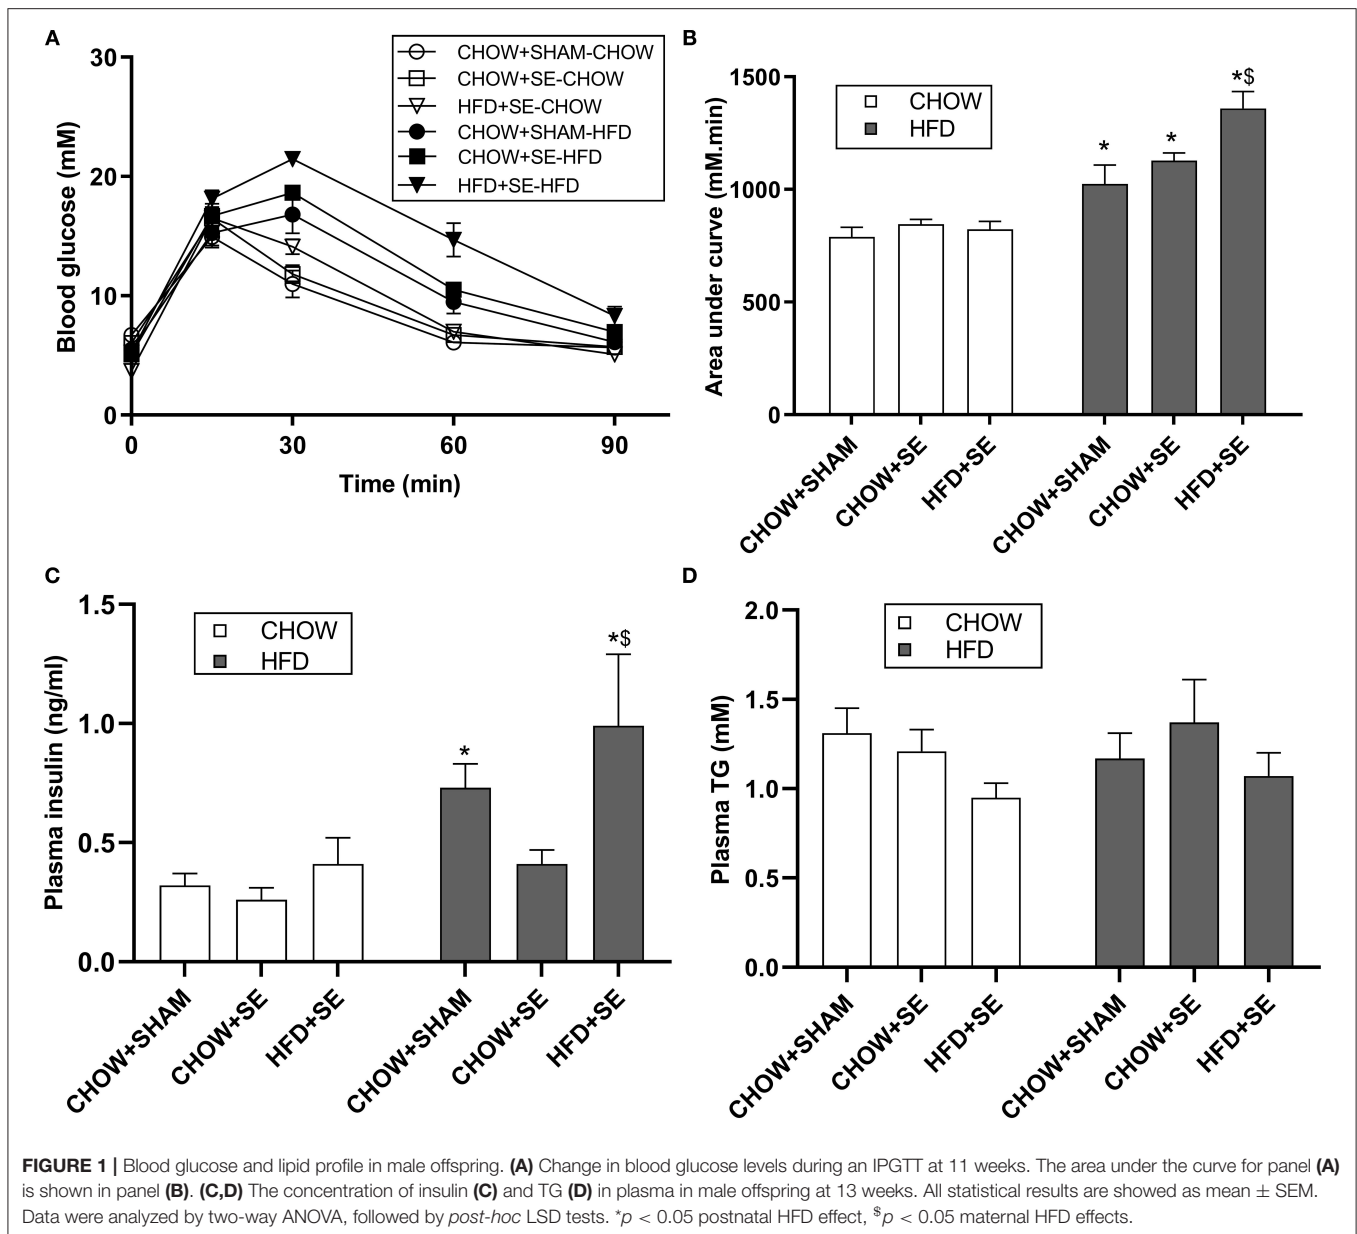 A
30
20
10
0
Blood glucose (mM)
0 30 60 90
Time (min)
CHOW+SHAM-CHOW
CHOW+SE-CHOW
HFD+SE-CHOW
CHOW+SHAM-HFD
CHOW+SE-HFD
HFD+SE-HFD
B
1500
1000
500
0
Area under curve (mM.min)
CHOW
HFD
*
*
*$
CHOW+SHAM
CHOW+SE
HFD+SE
CHOW+SHAM
CHOW+SE
HFD+SE
C
1.5
1.0
0.5
0.0
Plasma insulin (ng/ml)
CHOW
HFD
*
*$
CHOW+SHAM
CHOW+SE
HFD+SE
CHOW+SHAM
CHOW+SE
HFD+SE
D
2.0
1.5
1.0
0.5
0.0
Plasma TG (mM)
CHOW
HFD
CHOW+SHAM
CHOW+SE
HFD+SE
CHOW+SHAM
CHOW+SE
HFD+SE
FIGURE 1 | Blood glucose and lipid profile in male offspring. (A) Change in blood glucose levels during an IPGTT at 11 weeks. The area under the curve for panel (A)
is shown in panel (B). (C,D) The concentration of insulin (C) and TG (D) in plasma in male offspring at 13 weeks. All statistical results are showed as mean ± SEM.
Data were analyzed by two-way ANOVA, followed by post-hoc LSD tests. *p < 0.05 postnatal HFD effect, $p < 0.05 maternal HFD effects.